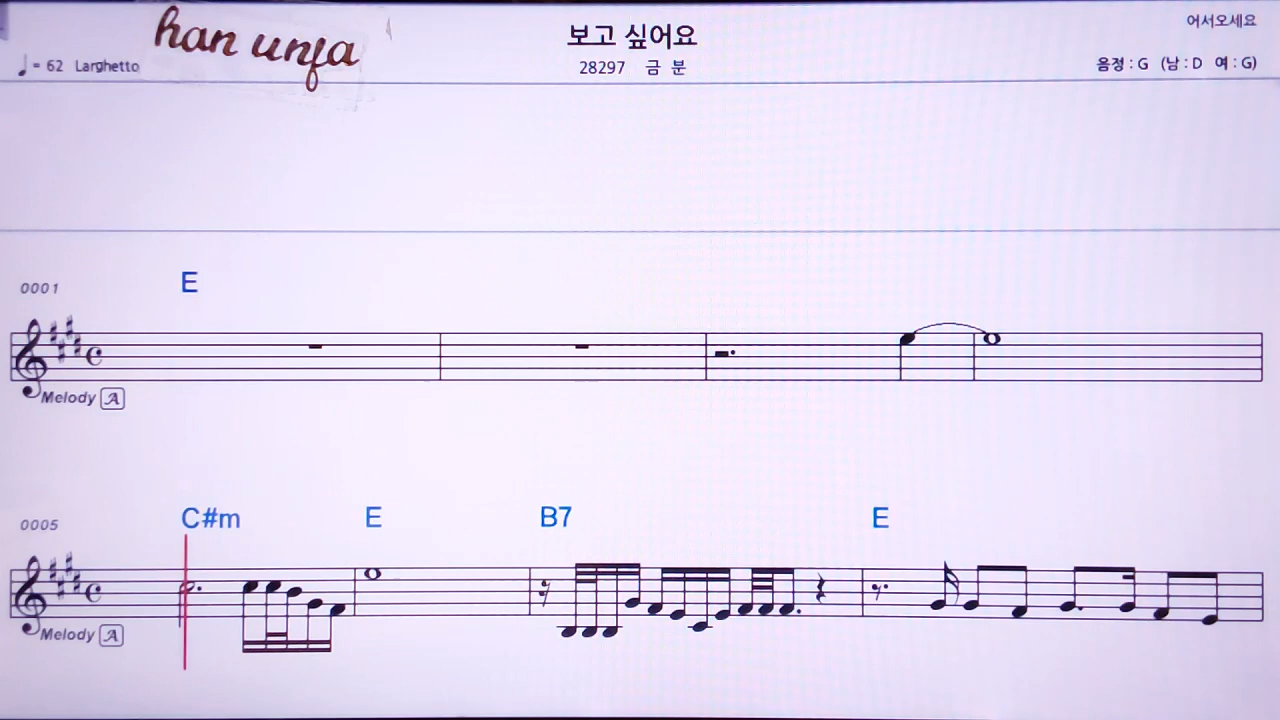 han unja
보고 싶어요
어서오세요
♩= 62 Larghetto
28297 금 분
음정 : G (남 : D 여 : G)
E
0001
Melody A
C#m E B7 E
0005
Melody A